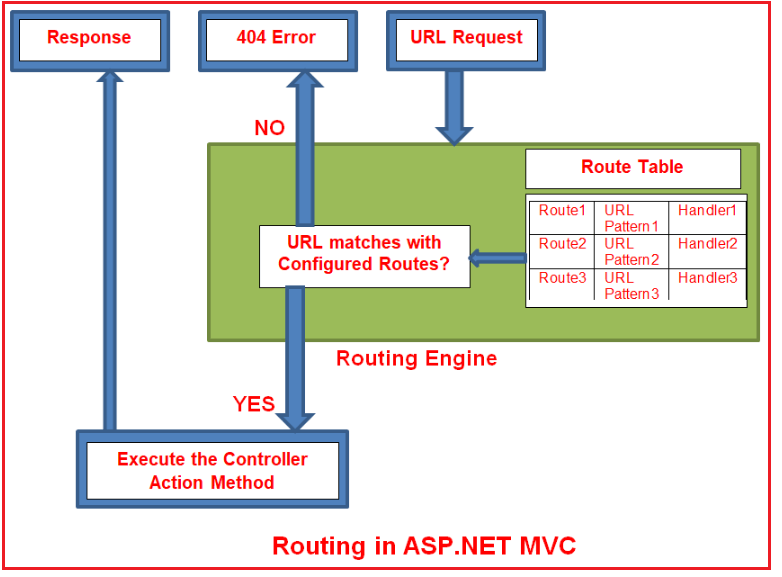 Response
404 Error
URL Request
NO
Route Table
Route1 URL Pattern1 Handler1
Route2 URL Pattern2 Handler2
Route3 URL Pattern3 Handler3
URL matches with
Configured Routes?
Routing Engine
YES
Execute the Controller
Action Method
Routing in ASP.NET MVC